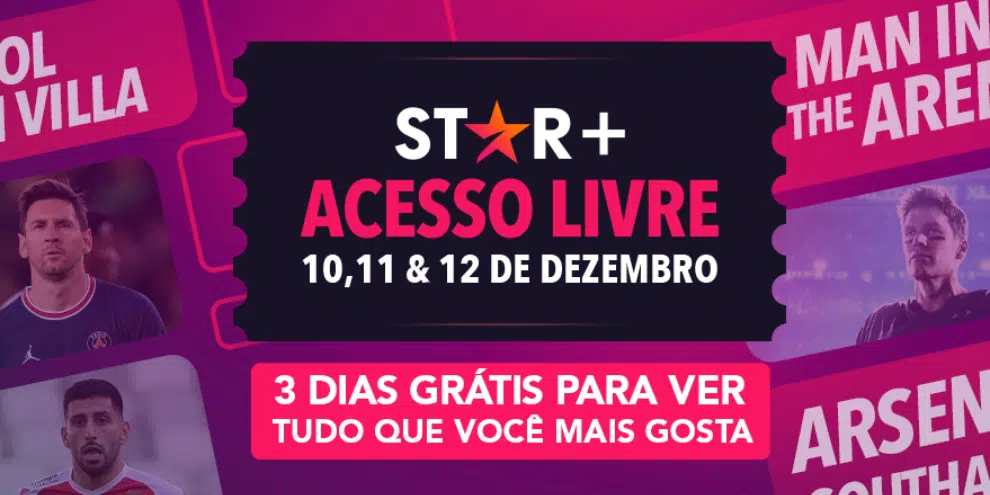 OL
VILLA
MAN IN
THE AREN
ST★R+
ACESSO LIVRE
10,11 & 12 DE DEZEMBRO
3 DIAS GRÁTIS PARA VER
TUDO QUE VOCÊ MAIS GOSTA
ARSEN
SOUTHA